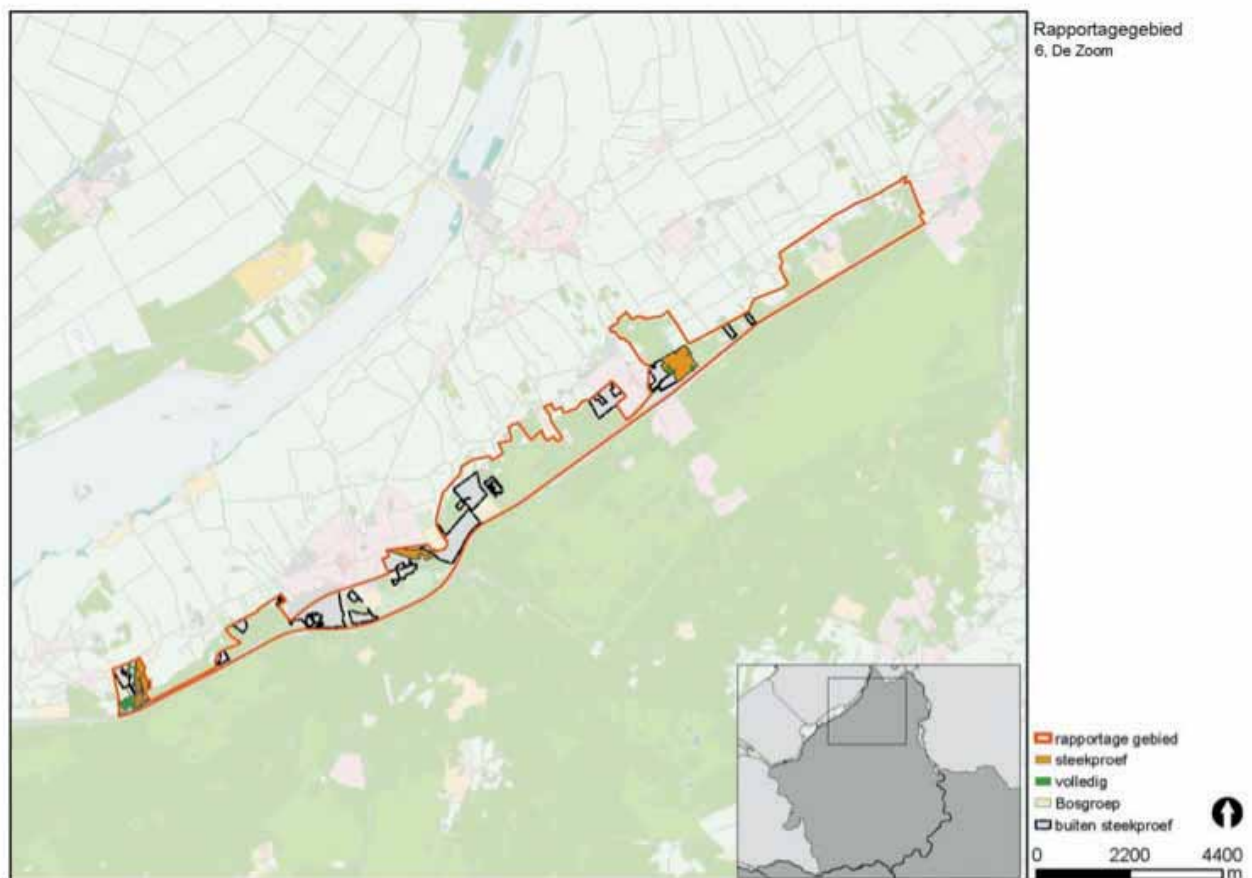 Rapportagegebied
6, De Zoom
rapportage gebied
steekproef
volledig
Bosgroep
buiten steekproef
0 2200 4400
m